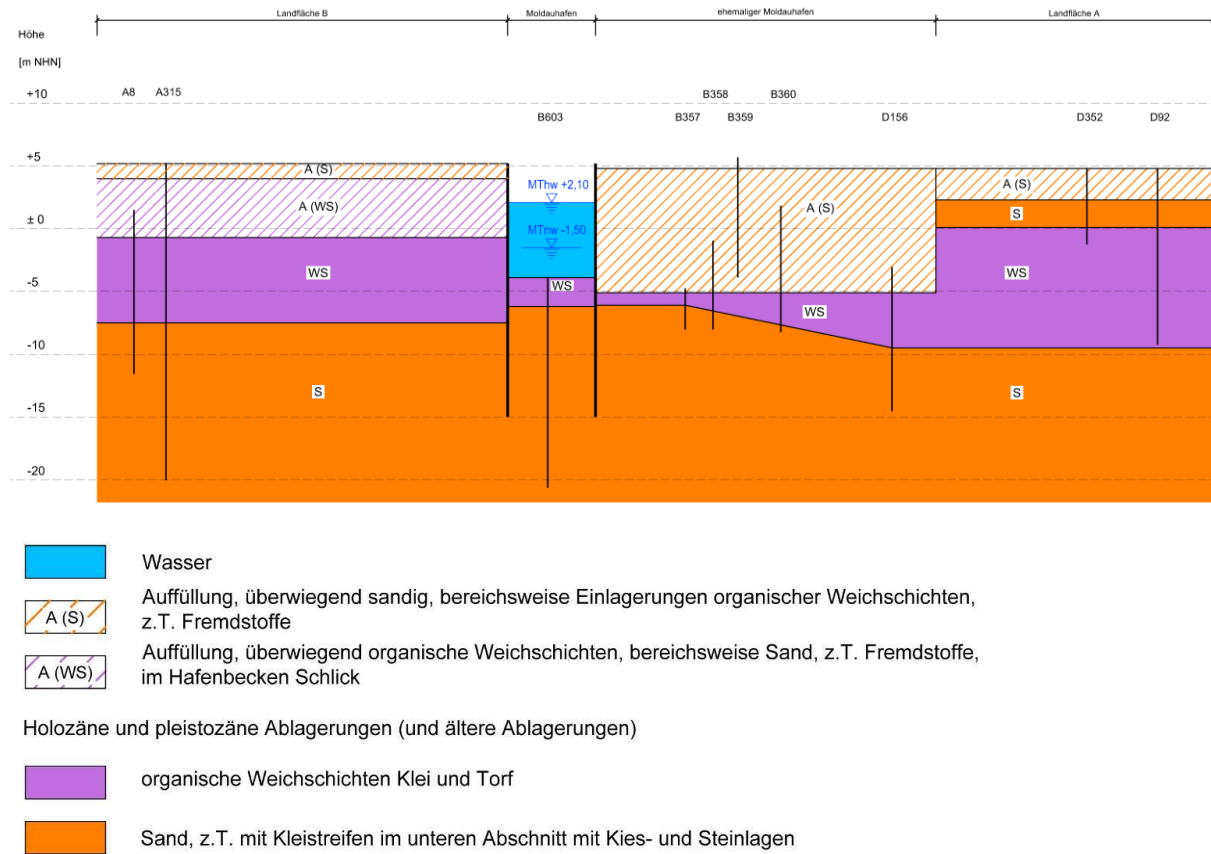 Landfläche B Moldauhafen ehemaliger Moldauhafen Landfläche A
Höhe
[m NHN]
+10 A8 A315 B358 B360
B603 B357 B359 D156 D352 D92
+5
A (S)
A (S)
MThw +2,10
A (WS)
A (S)
S
± 0
MTnw -1,50
WS
WS
WS
WS
-5
-10
S
S
-15
-20
Wasser
A (S)
Auffüllung, überwiegend sandig, bereichsweise Einlagerungen organischer Weichschichten,
z.T. Fremdstoffe
A (WS)
Auffüllung, überwiegend organische Weichschichten, bereichsweise Sand, z.T. Fremdstoffe,
im Hafenbecken Schlick
Holozäne und pleistozäne Ablagerungen (und ältere Ablagerungen)
organische Weichschichten Klei und Torf
Sand, z.T. mit Kleistreifen im unteren Abschnitt mit Kies- und Steinlagen